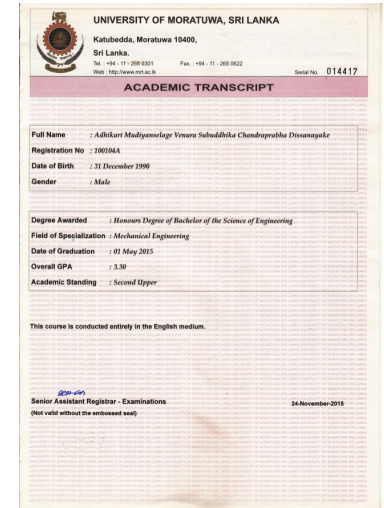 UNIVERSITY OF MORATUWA, SRI LANKA
Katubedda, Moratuwa 10400,
Sri Lanka.
Tel. : +94 - 11 - 265 0301 Fax. : +94 - 11 - 265 0622
Web : http://www.mrt.ac.lk Serial No. 014417
ACADEMIC TRANSCRIPT
Full Name : Adhikari Mudiyanselage Venura Subuddhika Chandraprabha Dissanayake
Registration No : 100104A
Date of Birth : 31 December 1990
Gender : Male
Degree Awarded : Honours Degree of Bachelor of the Science of Engineering
Field of Specialization : Mechanical Engineering
Date of Graduation : 01 May 2015
Overall GPA : 3.30
Academic Standing : Second Upper
This course is conducted entirely in the English medium.
Senior Assistant Registrar - Examinations 24-November-2015
(Not valid without the embossed seal)